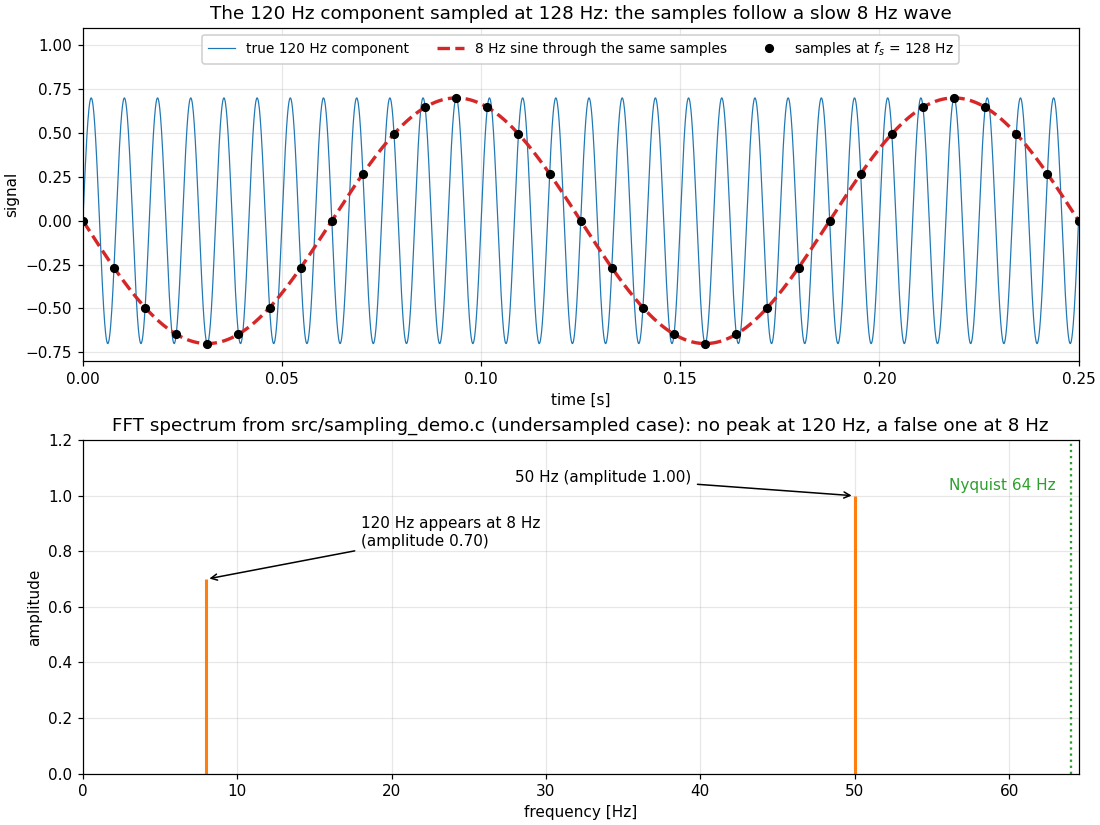 The 120 Hz component sampled at 128 Hz: the samples follow a slow 8 Hz wave
true 120 Hz component
8 Hz sine through the same samples
samples at fₛ = 128 Hz
1.00
0.75
0.50
0.25
0.00
−0.25
−0.50
−0.75
signal
0.00 0.05 0.10 0.15 0.20 0.25
time [s]
FFT spectrum from src/sampling_demo.c (undersampled case): no peak at 120 Hz, a false one at 8 Hz
50 Hz (amplitude 1.00)
Nyquist 64 Hz
120 Hz appears at 8 Hz
(amplitude 0.70)
1.2
1.0
0.8
0.6
0.4
0.2
0.0
amplitude
0 10 20 30 40 50 60
frequency [Hz]